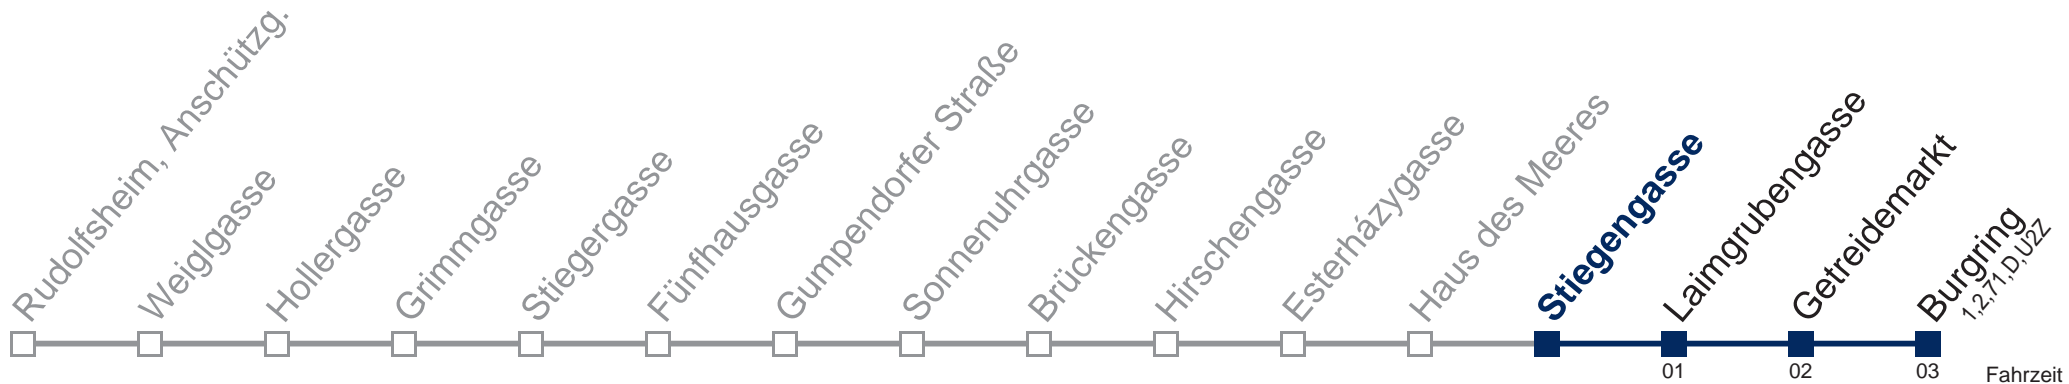 Rudolfsheim, Anschützg.
Weiglgasse
Hollergasse
Grimmgasse
Stiegergasse
Fünfhausgasse
Gumpendorfer Straße
Sonnenuhrgasse
Brückengasse
Hirschengasse
Esterházygasse
Haus des Meeres
Stiegengasse
Laimgrubengasse
Getreidemarkt
Burgring
1,2,71,D,U2Z
01
02
03
Fahrzeit